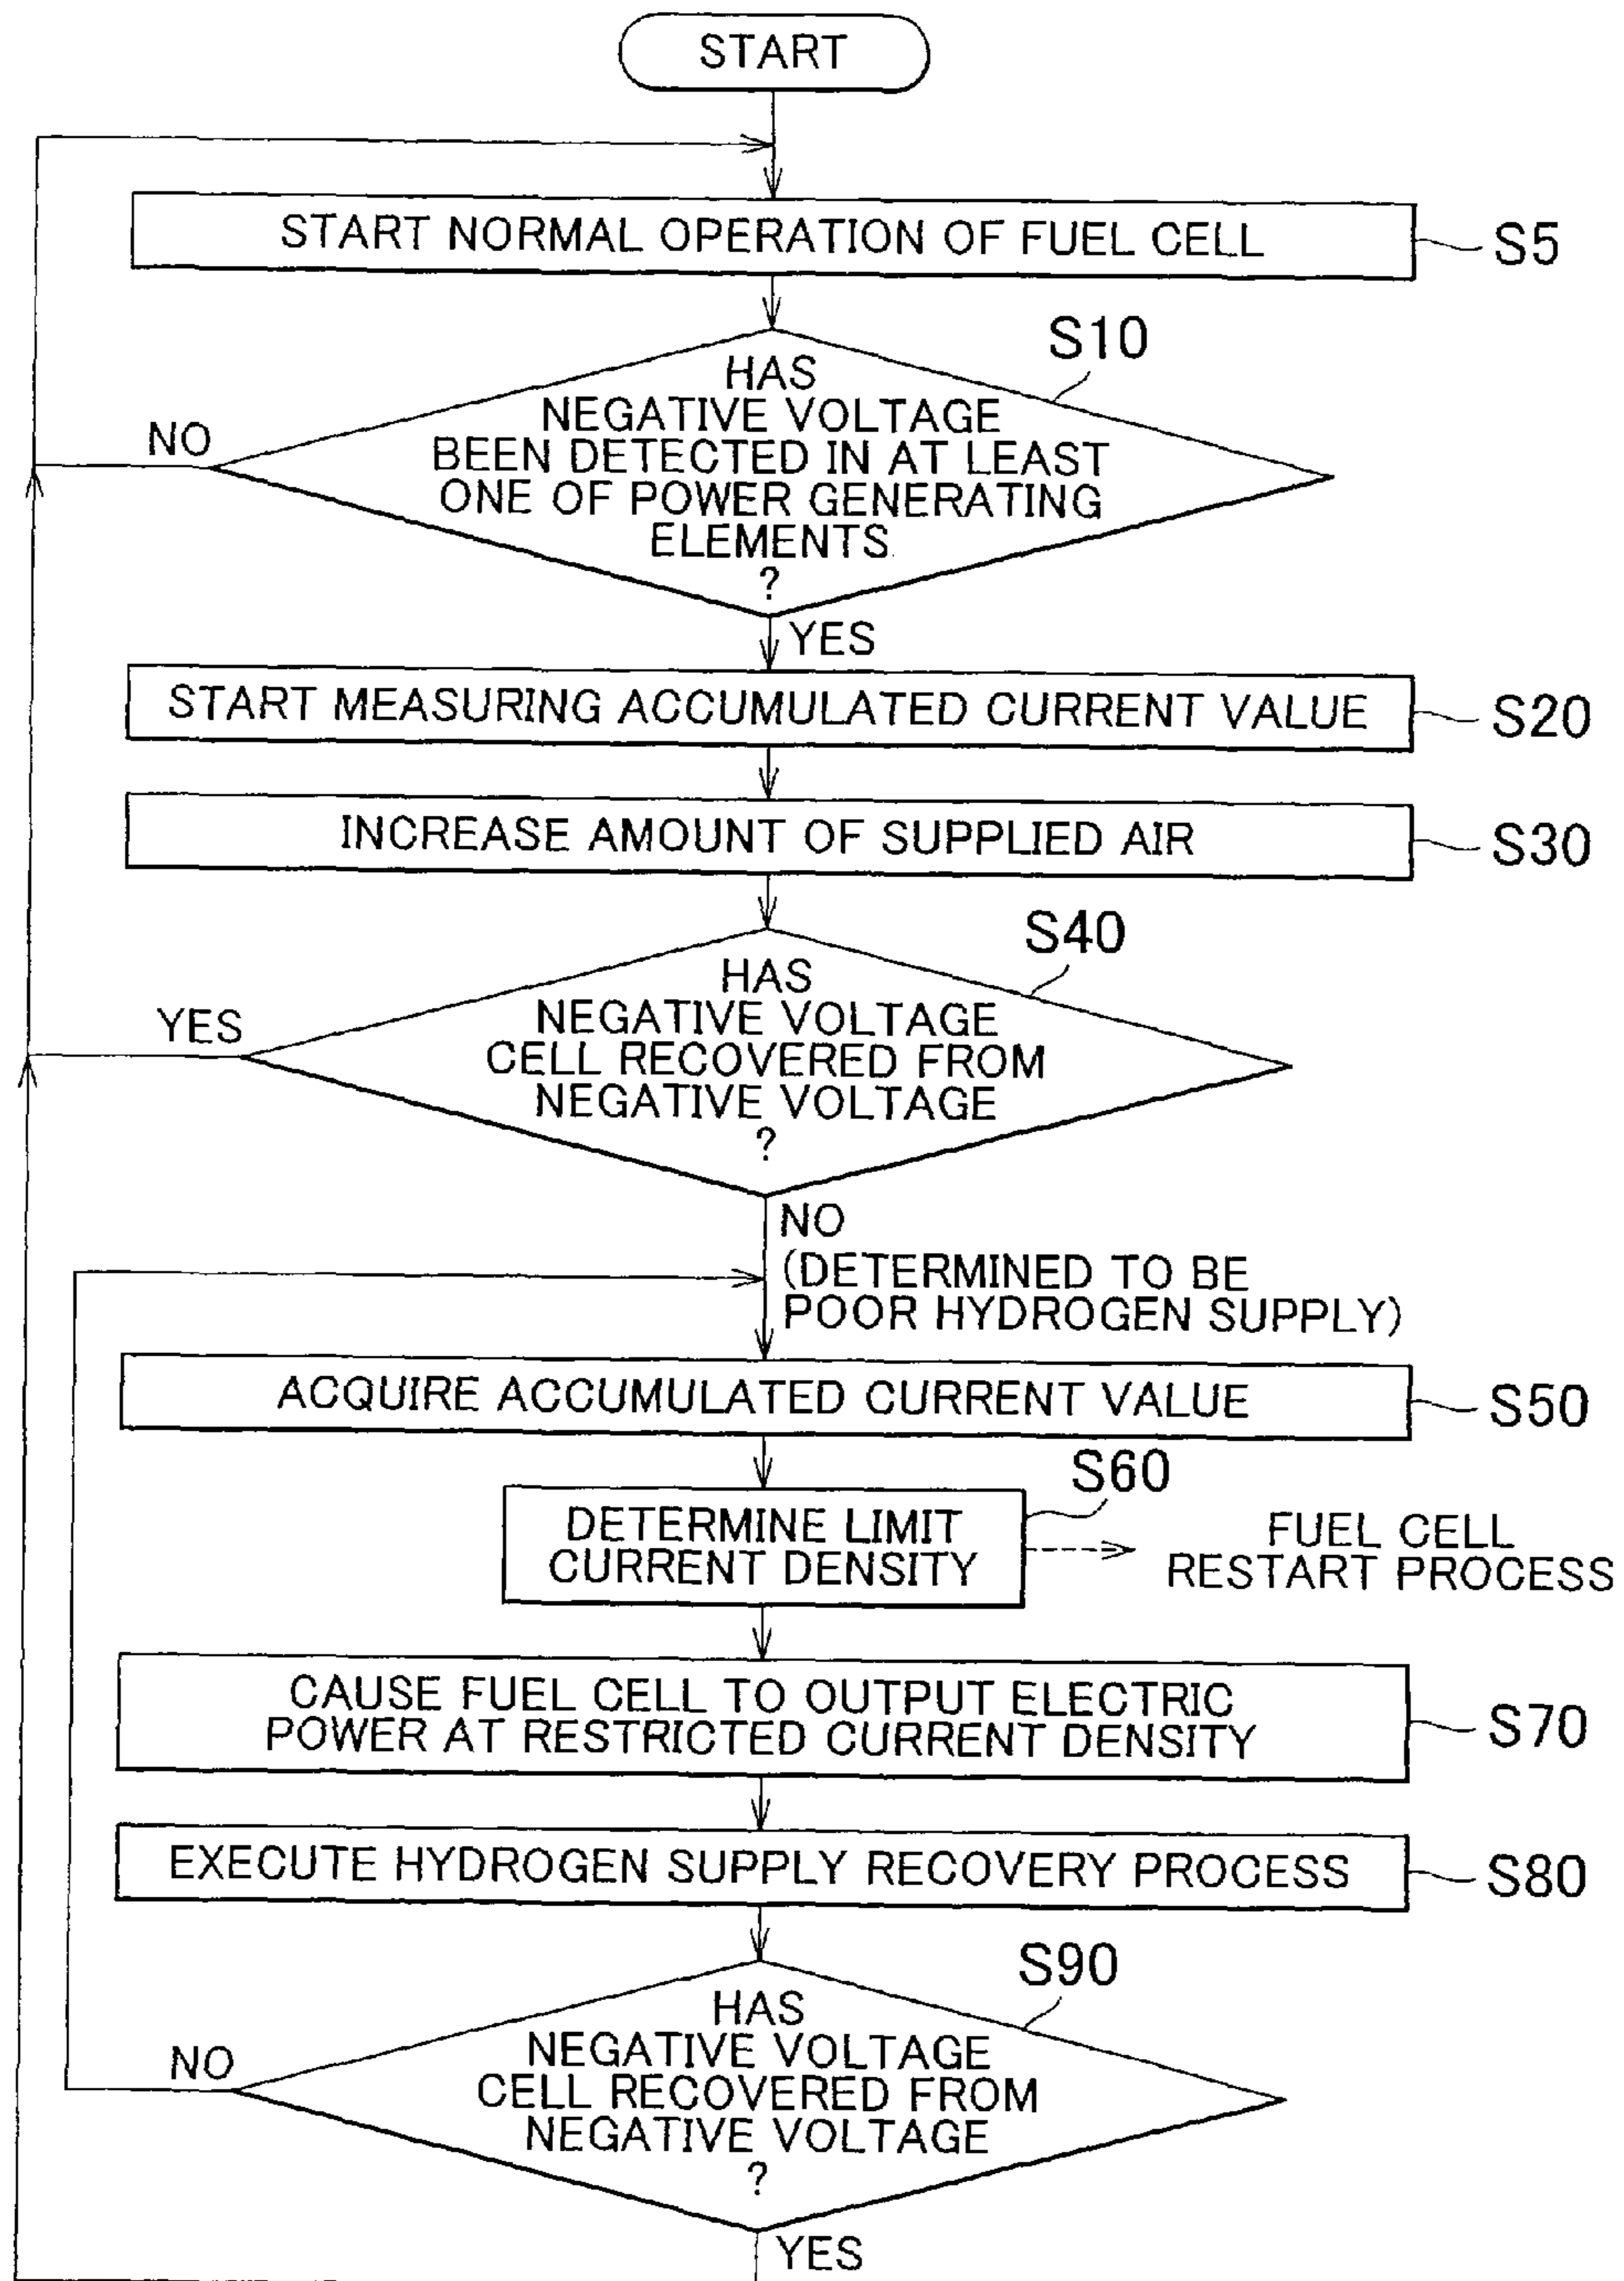 START
START NORMAL OPERATION OF FUEL CELL
S5
S10
HAS
NEGATIVE VOLTAGE
BEEN DETECTED IN AT LEAST
ONE OF POWER GENERATING
ELEMENTS
?
NO
YES
START MEASURING ACCUMULATED CURRENT VALUE
S20
INCREASE AMOUNT OF SUPPLIED AIR
S30
S40
HAS
NEGATIVE VOLTAGE
CELL RECOVERED FROM
NEGATIVE VOLTAGE
?
YES
NO
(DETERMINED TO BE
POOR HYDROGEN SUPPLY)
ACQUIRE ACCUMULATED CURRENT VALUE
S50
S60
DETERMINE LIMIT
CURRENT DENSITY
FUEL CELL
RESTART PROCESS
CAUSE FUEL CELL TO OUTPUT ELECTRIC
POWER AT RESTRICTED CURRENT DENSITY
S70
EXECUTE HYDROGEN SUPPLY RECOVERY PROCESS
S80
S90
HAS
NEGATIVE VOLTAGE
CELL RECOVERED FROM
NEGATIVE VOLTAGE
?
NO
YES